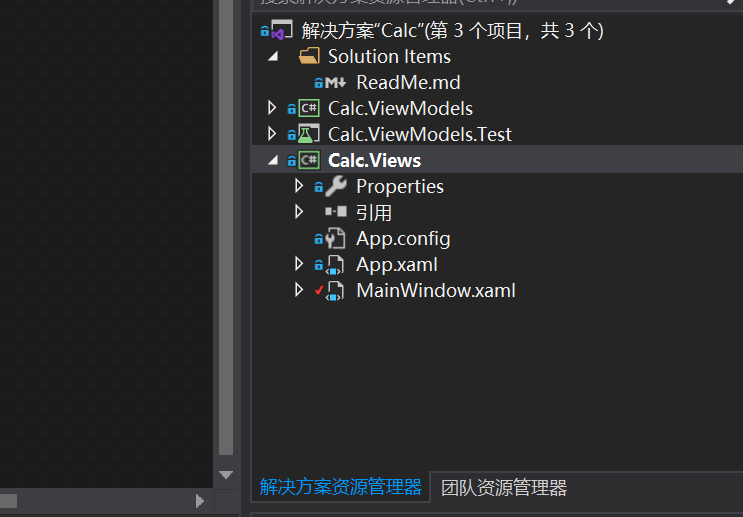 解决方案“Calc”(第 3 个项目，共 3 个)
Solution Items
M↓ ReadMe.md
C# Calc.ViewModels
Calc.ViewModels.Test
C# Calc.Views
Properties
引用
App.config
App.xaml
MainWindow.xaml
解决方案资源管理器 团队资源管理器